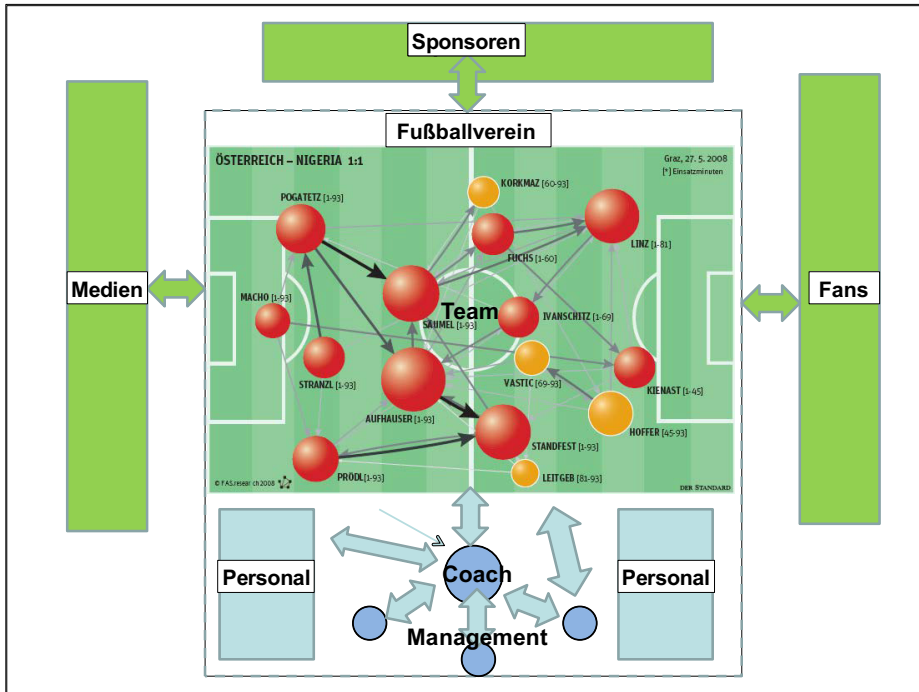 Sponsoren
Fußballverein
ÖSTERREICH – NIGERIA 1:1
Graz, 27. 5. 2008
[*] Einsatzminuten
KORKMAZ [60-93]
POGATETZ [1-93]
LINZ [1-81]
FUCHS [1-60]
Medien
Fans
MACHO [1-93]
Team
IVANSCHITZ [1-69]
SÄUMEL [1-93]
STRANZL [1-93]
VASTIC [69-93]
KIENAST [1-45]
AUFHAUSER [1-93]
HOFFER [45-93]
STANDFEST [1-93]
PRÖDL [1-93]
LEITGEB [81-93]
© FAS.research 2008
DER STANDARD
Personal
Coach
Personal
Management